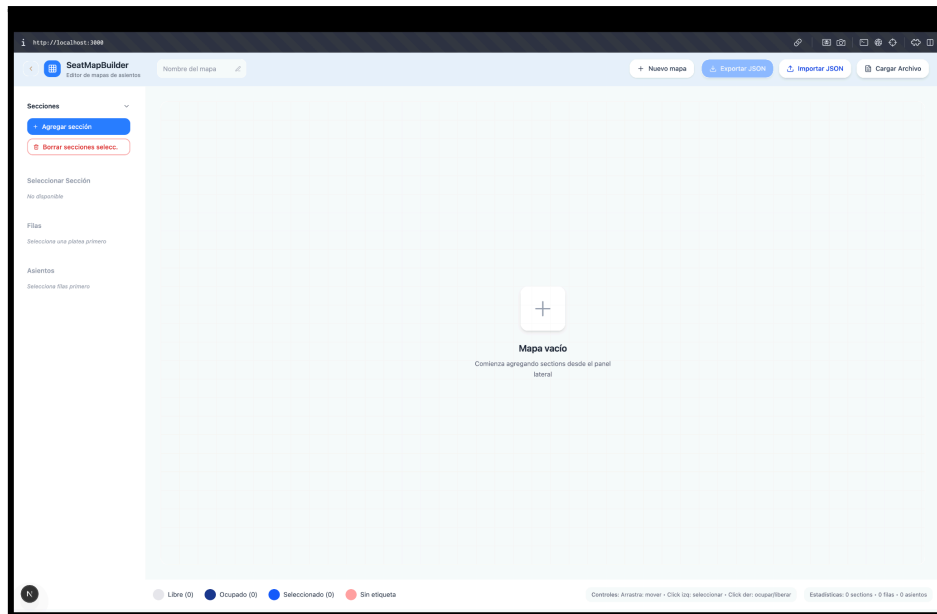 http://localhost:3000
SeatMapBuilder
Editor de mapas de asientos
Nombre del mapa
+ Nuevo mapa
Exportar JSON
Importar JSON
Cargar Archivo
Secciones
+ Agregar sección
Borrar secciones selecc.
Seleccionar Sección
No disponible
Filas
Selecciona una platea primero
Asientos
Selecciona filas primero
Mapa vacío
Comienza agregando sections desde el panel
lateral
N
Libre (0)
Ocupado (0)
Seleccionado (0)
Sin etiqueta
Controles: Arrastra: mover • Click izq: seleccionar • Click der: ocupar/liberar
Estadísticas: 0 sections • 0 filas • 0 asientos